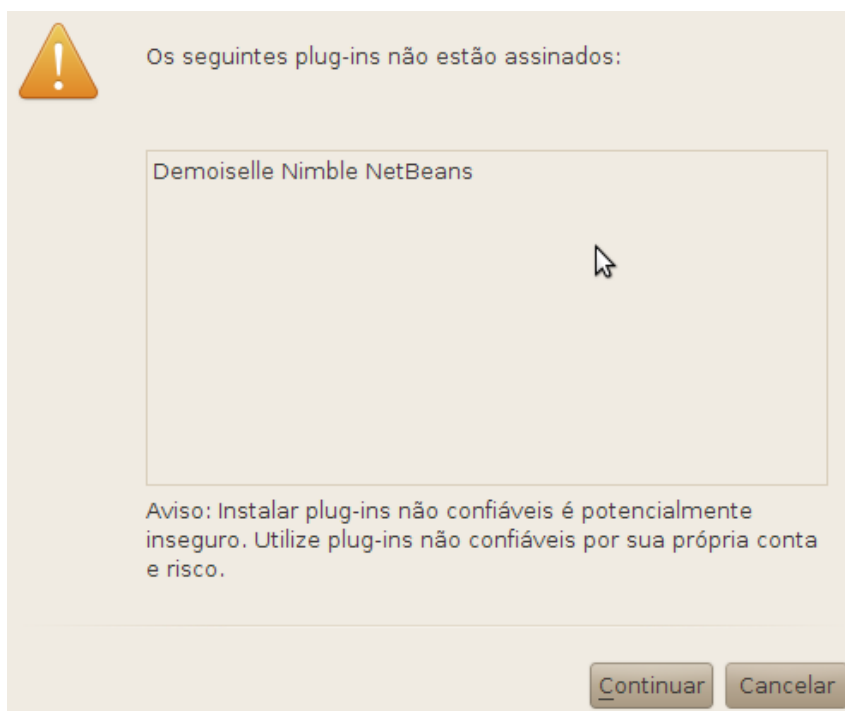 Os seguintes plug-ins não estão assinados:
Demoiselle Nimble NetBeans
Aviso: Instalar plug-ins não confiáveis é potencialmente
inseguro. Utilize plug-ins não confiáveis por sua própria conta
e risco.
Continuar
Cancelar